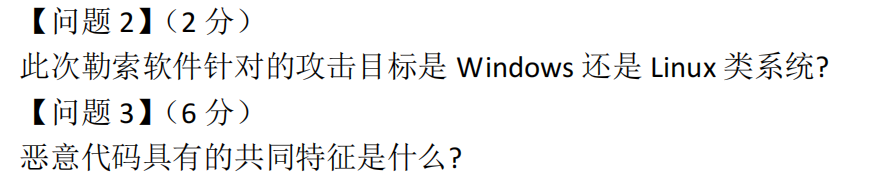 【问题 2】（2 分）
此次勒索软件针对的攻击目标是 Windows 还是 Linux 类系统?
【问题 3】（6 分）
恶意代码具有的共同特征是什么?